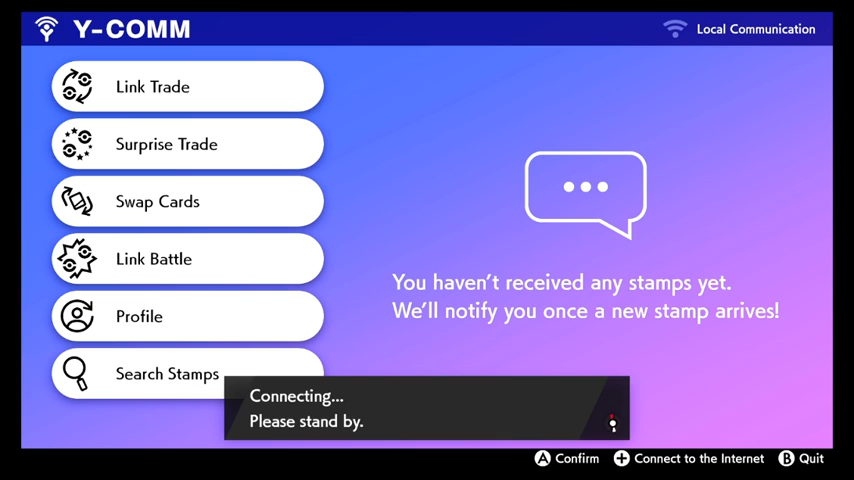 Y-COMM
Local Communication
Link Trade
Surprise Trade
Swap Cards
Link Battle
Profile
Search Stamps
You haven't received any stamps yet.
We'll notify you once a new stamp arrives!
Connecting...
Please stand by.
A Confirm + Connect to the Internet B Quit